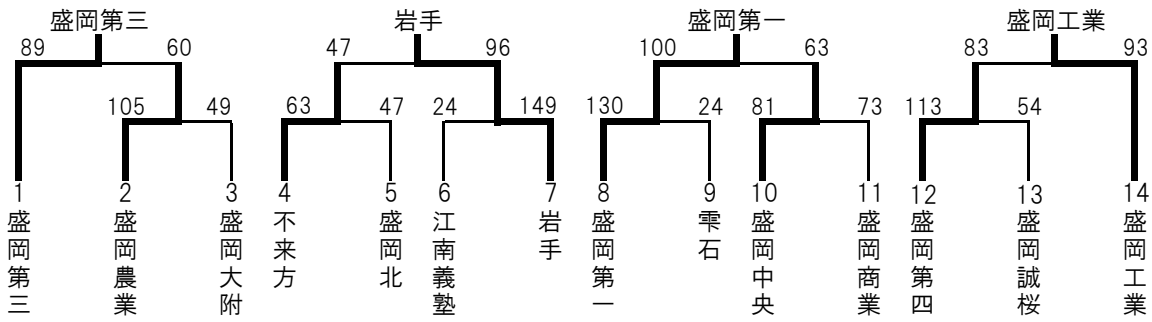 盛岡第三 岩手 盛岡第一 盛岡工業
89 60 47 96 100 63 83 93
105 49 63 47 24 149 130 24 81 73 113 54
1 2 3 4 5 6 7 8 9 10 11 12 13 14
盛岡第三
盛岡農業
盛岡大附
不来方
盛岡北
江南義塾
岩手
盛岡第一
雫石
盛岡中央
盛岡商業
盛岡第四
盛岡誠桜
盛岡工業